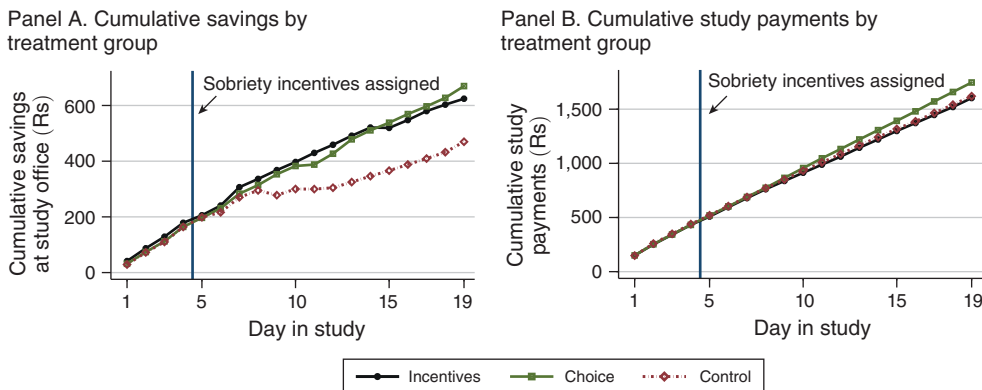 Panel A. Cumulative savings by
treatment group
Sobriety incentives assigned
Cumulative savings
at study office (Rs)
600
400
200
0
1
5
10
15
19
Day in study
Panel B. Cumulative study payments by
treatment group
Sobriety incentives assigned
Cumulative study
payments (Rs)
1,500
1,000
500
0
1
5
10
15
19
Day in study
Incentives
Choice
Control